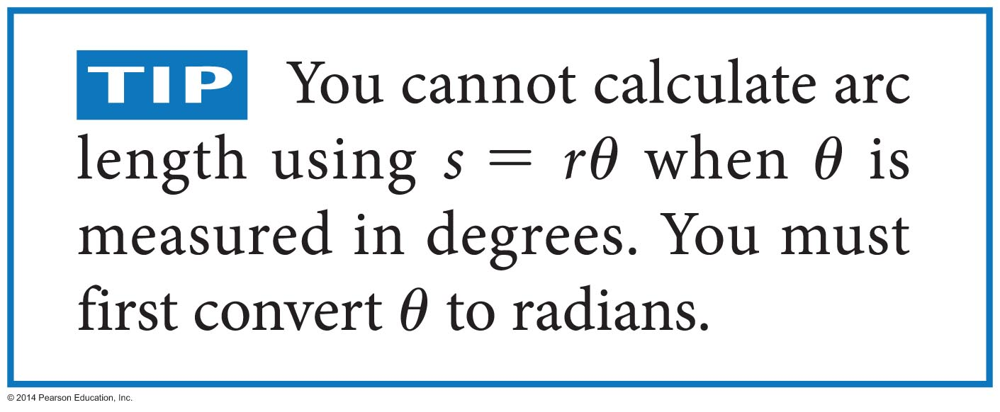 TIP You cannot calculate arc
length using s = rθ when θ is
measured in degrees. You must
first convert θ to radians.
© 2014 Pearson Education, Inc.